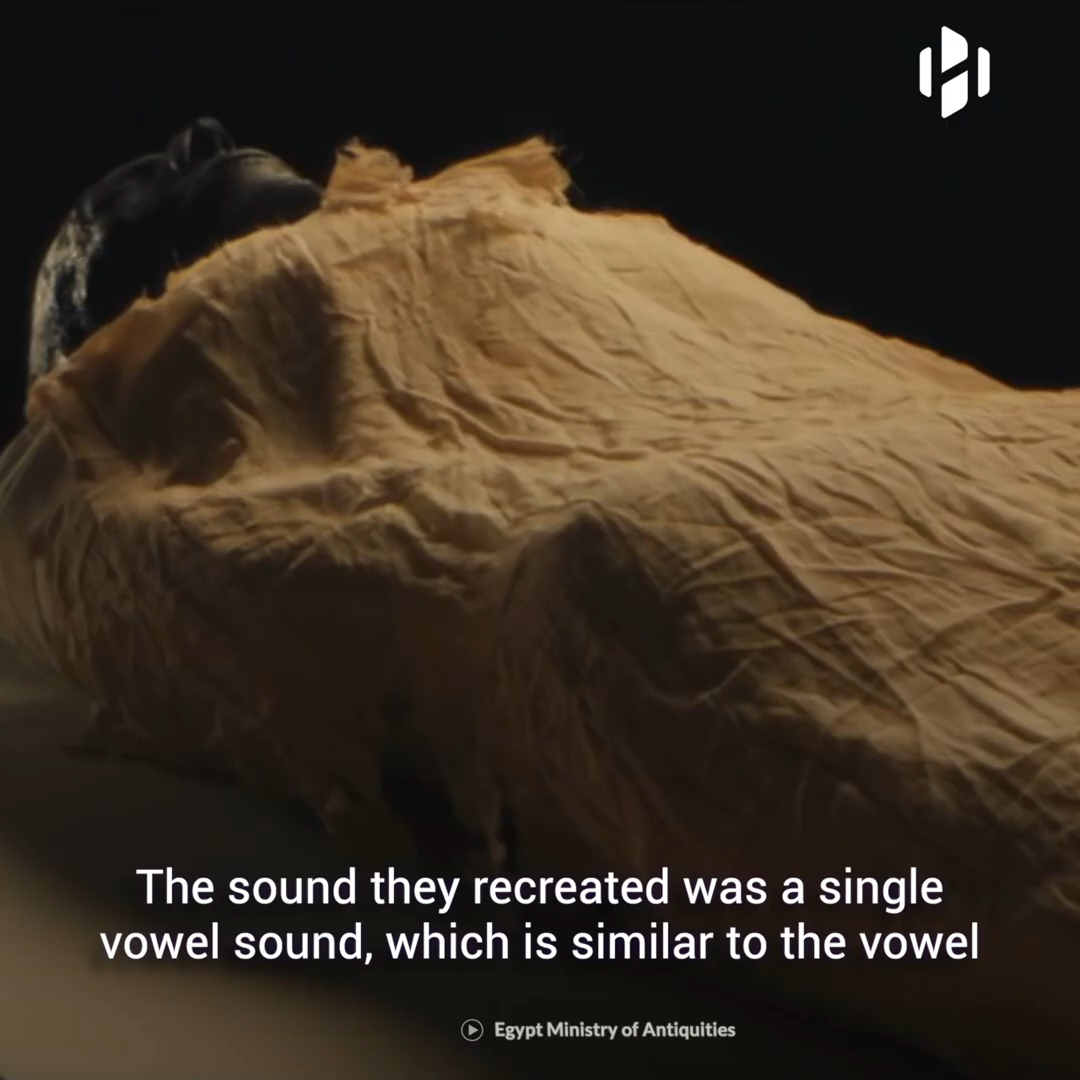 The sound they recreated was a single
vowel sound, which is similar to the vowel
Egypt Ministry of Antiquities